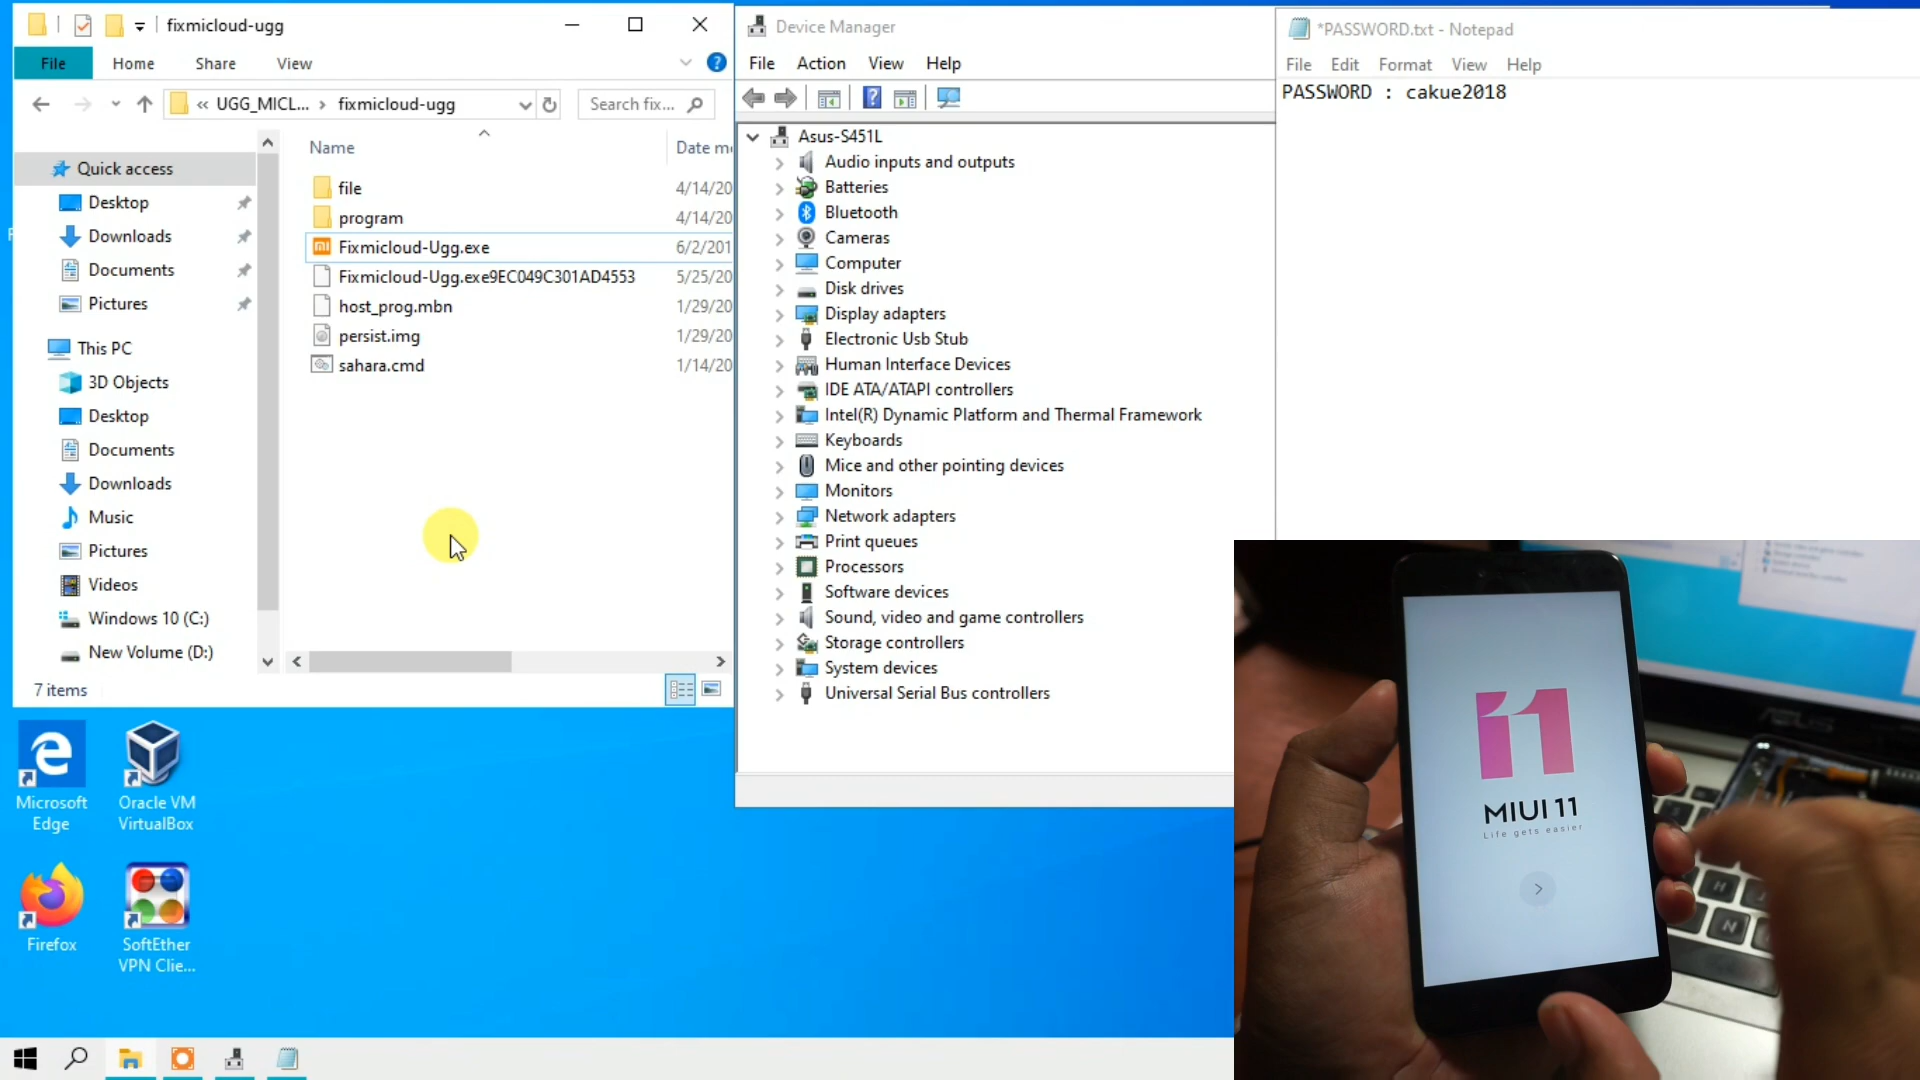 fixmicloud-ugg
File Home Share View
« UGG_MICL... › fixmicloud-ugg
Search fix...
Quick access
Desktop
Downloads
Documents
Pictures
This PC
3D Objects
Desktop
Documents
Downloads
Music
Pictures
Videos
Windows 10 (C:)
New Volume (D:)
Name Date m
file 4/14/20
program 4/14/20
Fixmicloud-Ugg.exe 6/2/201
Fixmicloud-Ugg.exe9EC049C301AD4553 5/25/20
host_prog.mbn 1/29/20
persist.img 1/29/20
sahara.cmd 1/14/20
7 items
Device Manager
File Action View Help
Asus-S451L
Audio inputs and outputs
Batteries
Bluetooth
Cameras
Computer
Disk drives
Display adapters
Electronic Usb Stub
Human Interface Devices
IDE ATA/ATAPI controllers
Intel(R) Dynamic Platform and Thermal Framework
Keyboards
Mice and other pointing devices
Monitors
Network adapters
Print queues
Processors
Software devices
Sound, video and game controllers
Storage controllers
System devices
Universal Serial Bus controllers
*PASSWORD.txt - Notepad
File Edit Format View Help
PASSWORD : cakue2018
Microsoft
Edge
Oracle VM
VirtualBox
Firefox
SoftEther
VPN Clie...
11
MIUI 11
Life gets easier
ASUS
H
N